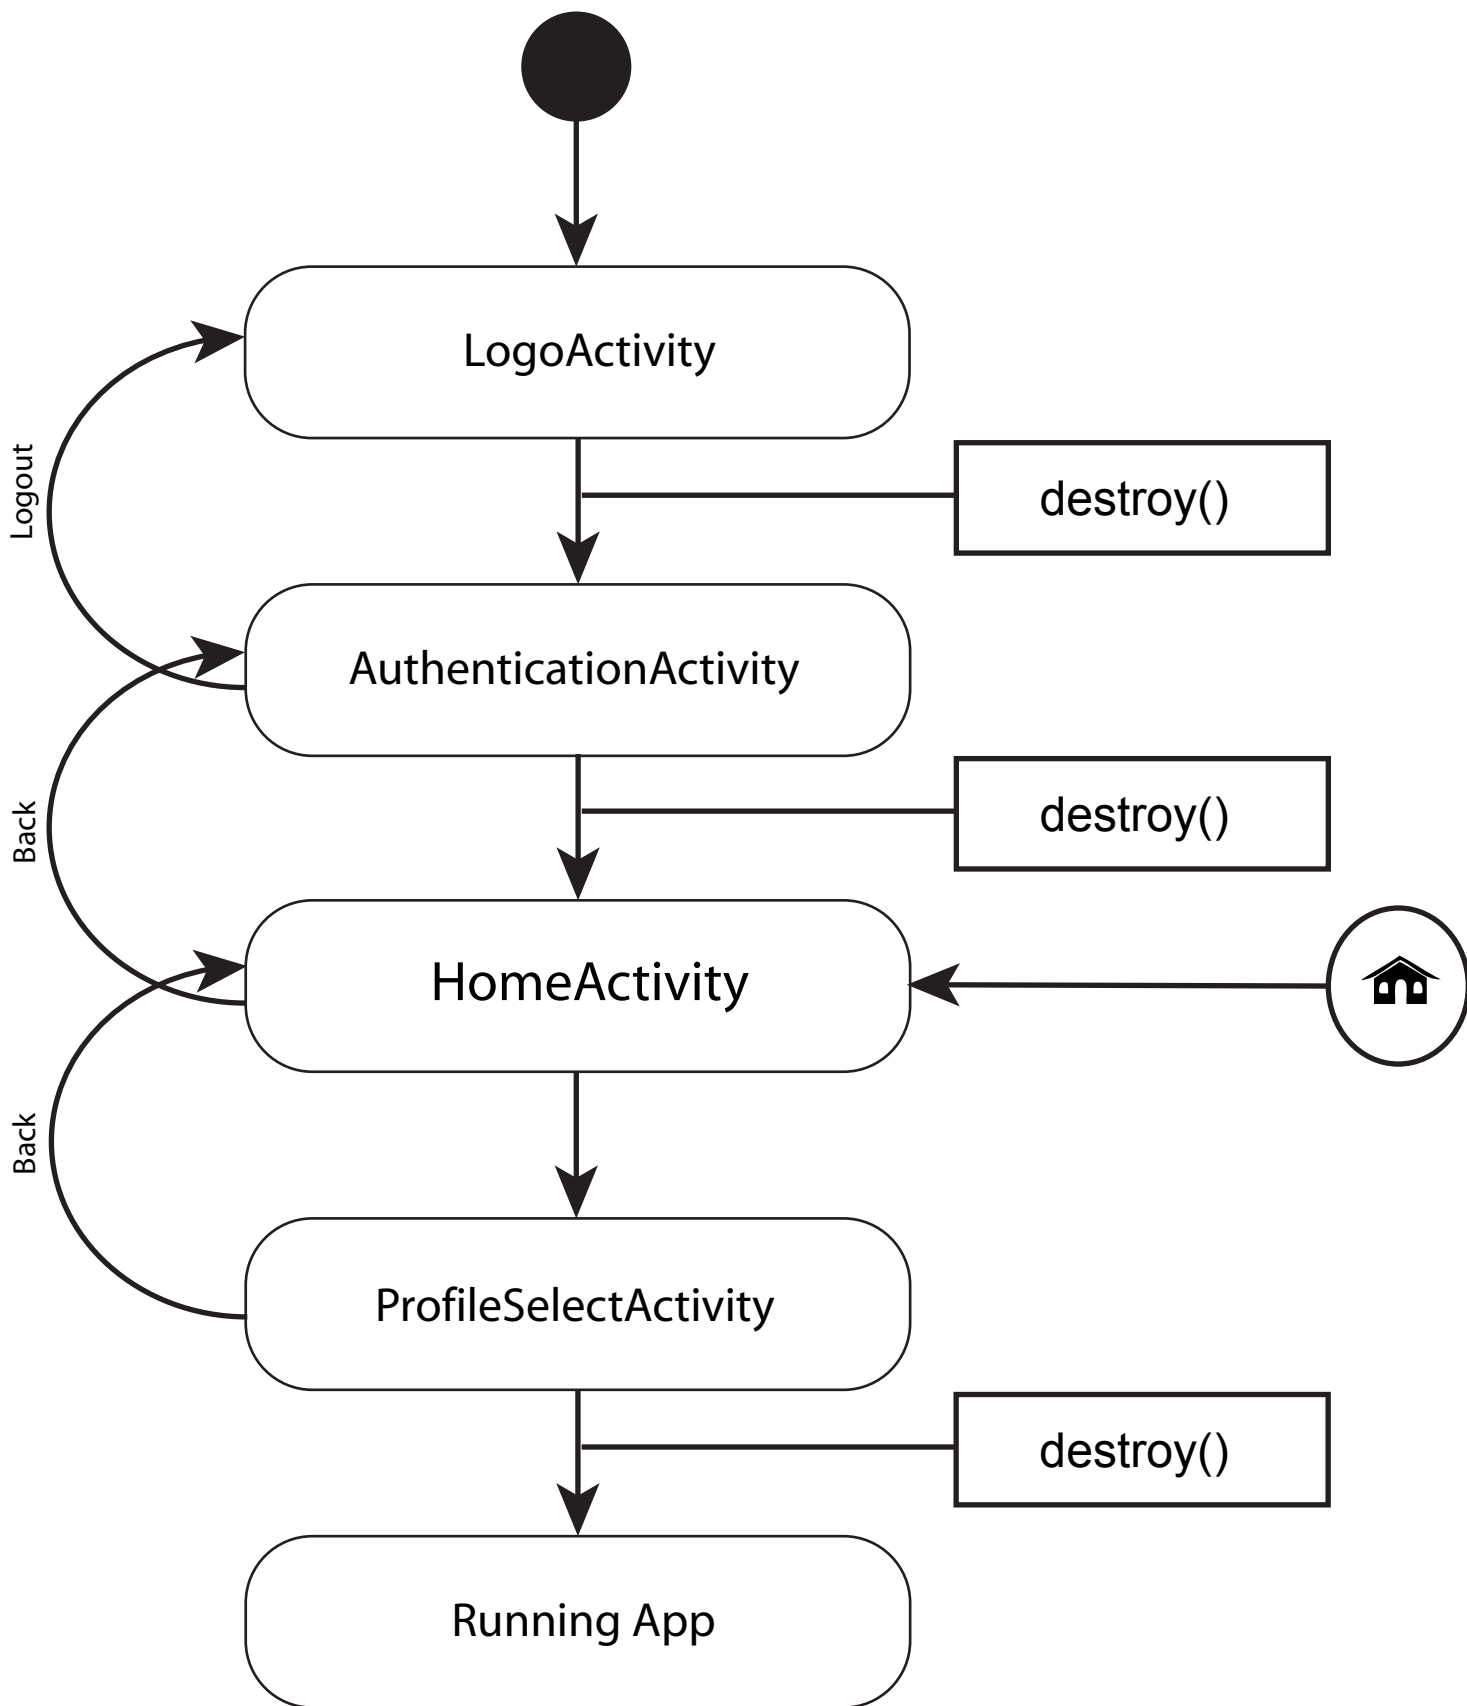 LogoActivity
Logout
destroy()
AuthenticationActivity
Back
destroy()
HomeActivity
Back
ProfileSelectActivity
destroy()
Running App